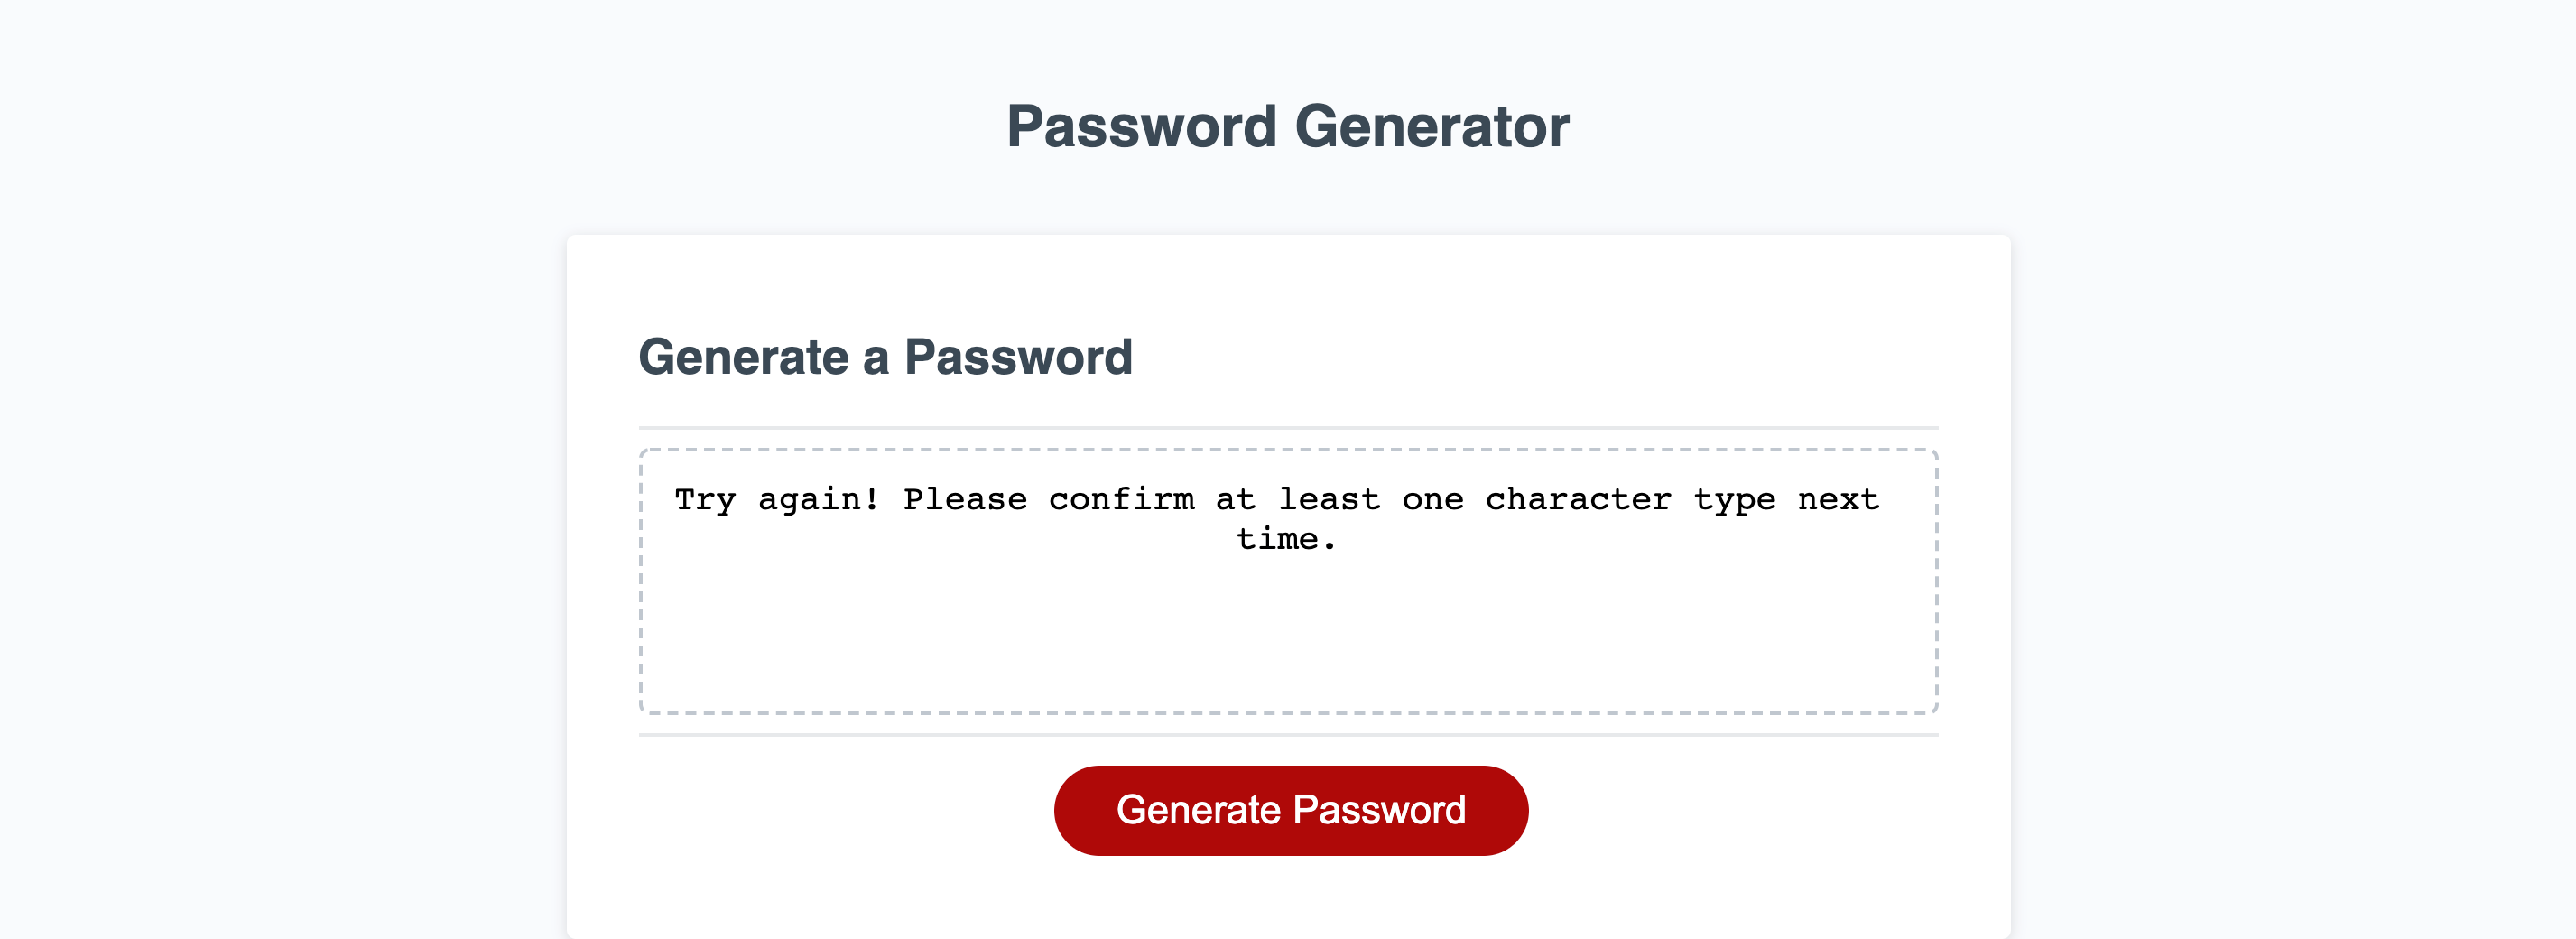 Password Generator
Generate a Password
Try again! Please confirm at least one character type next
time.
Generate Password